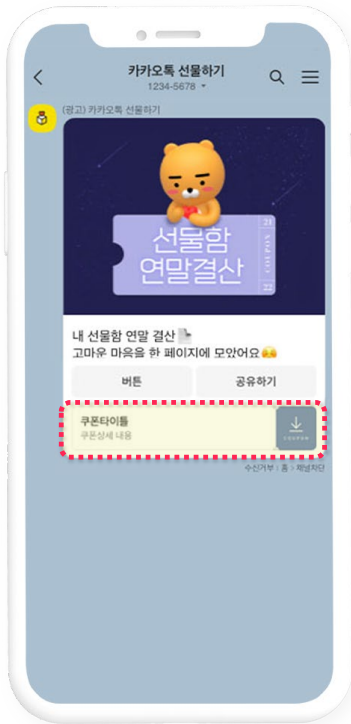 카카오톡 선물하기
1234-5678
(광고) 카카오톡 선물하기
선물함
연말결산
21
COUPON
22
내 선물함 연말 결산
고마운 마음을 한 페이지에 모았어요
버튼
공유하기
쿠폰타이틀
쿠폰상세 내용
수신거부 : 홈 > 채널차단